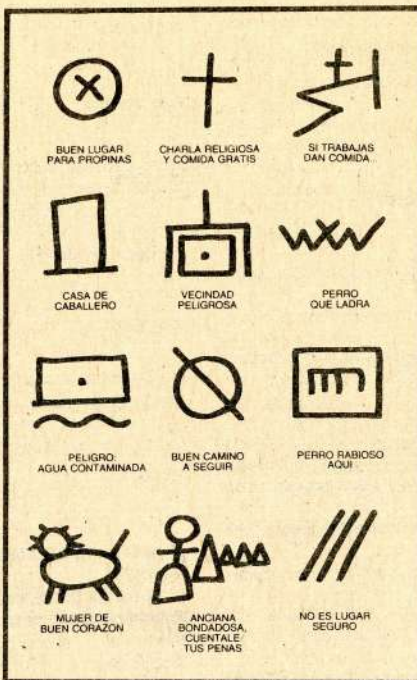 BUEN LUGAR
PARA PROPINAS
CHARLA RELIGIOSA
Y COMIDA GRATIS
SI TRABAJAS
DAN COMIDA...
CASA DE
CABALLERO
VECINDAD
PELIGROSA
PERRO
QUE LADRA
PELIGRO:
AGUA CONTAMINADA
BUEN CAMINO
A SEGUIR
PERRO RABIOSO
AQUI
MUJER DE
BUEN CORAZON
ANCIANA
BONDADOSA,
CUENTALE
TUS PENAS
NO ES LUGAR
SEGURO